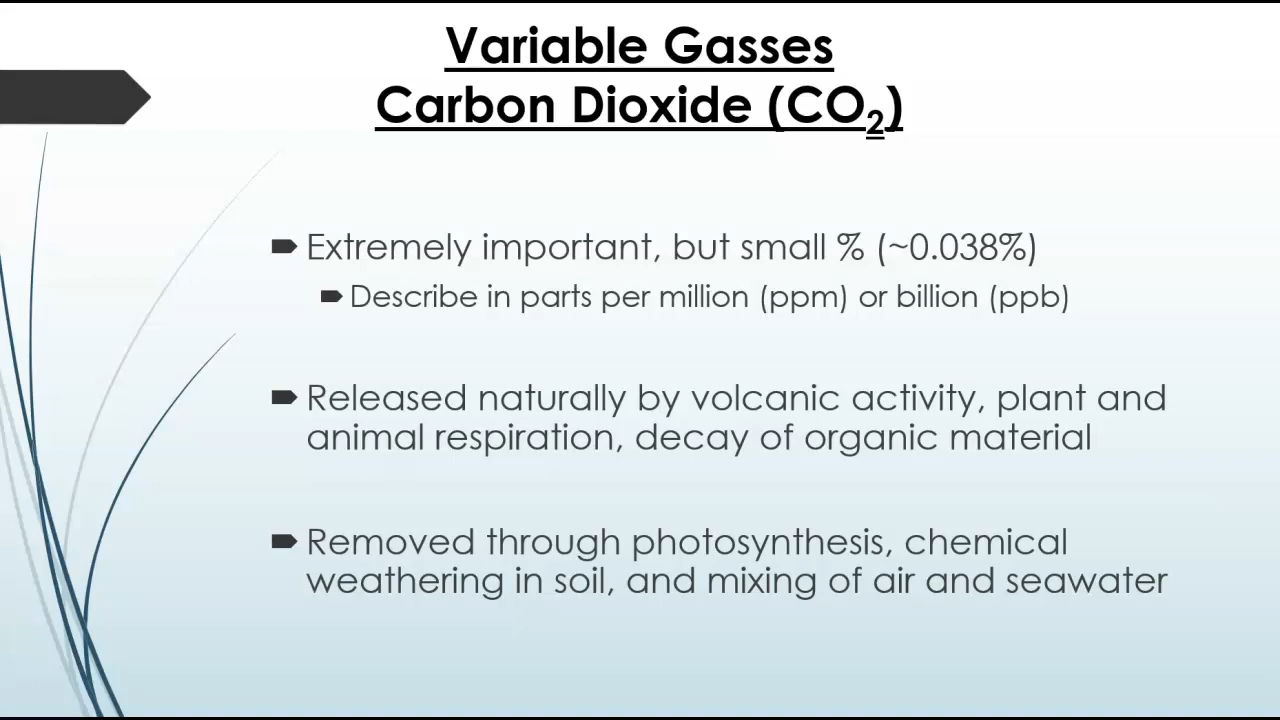 Variable Gasses
Carbon Dioxide (CO₂)
Extremely important, but small % (~0.038%)
Describe in parts per million (ppm) or billion (ppb)
Released naturally by volcanic activity, plant and
animal respiration, decay of organic material
Removed through photosynthesis, chemical
weathering in soil, and mixing of air and seawater